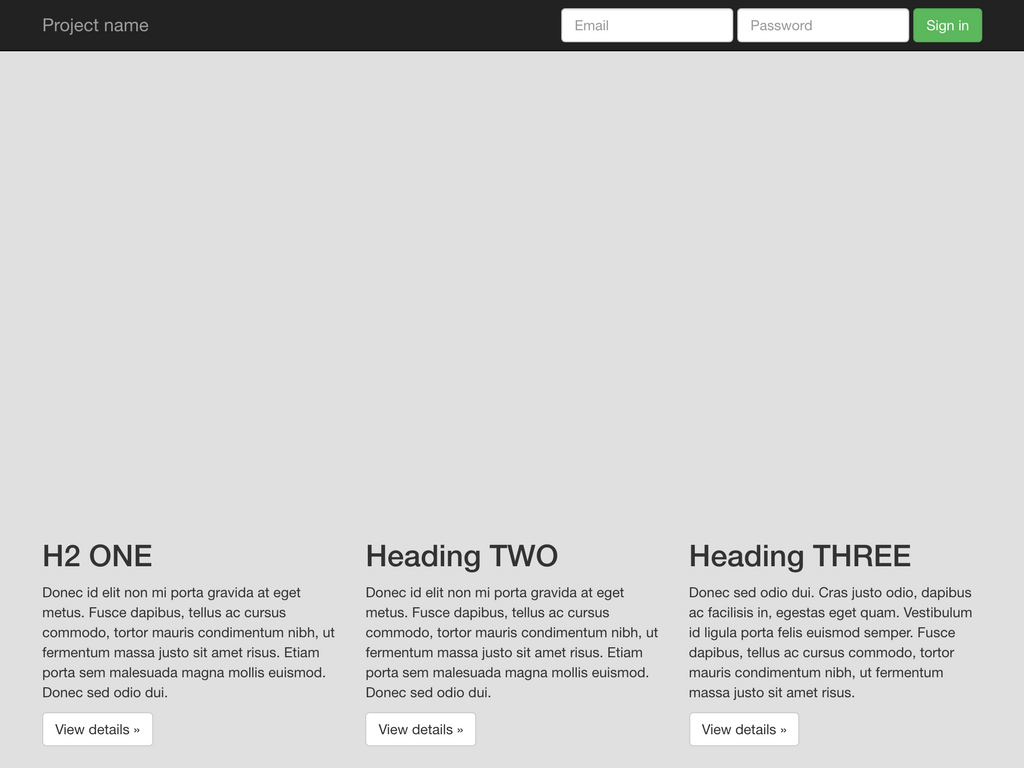 Project name
Email
Password
Sign in
H2 ONE
Donec id elit non mi porta gravida at eget
metus. Fusce dapibus, tellus ac cursus
commodo, tortor mauris condimentum nibh, ut
fermentum massa justo sit amet risus. Etiam
porta sem malesuada magna mollis euismod.
Donec sed odio dui.
View details »
Heading TWO
Donec id elit non mi porta gravida at eget
metus. Fusce dapibus, tellus ac cursus
commodo, tortor mauris condimentum nibh, ut
fermentum massa justo sit amet risus. Etiam
porta sem malesuada magna mollis euismod.
Donec sed odio dui.
View details »
Heading THREE
Donec sed odio dui. Cras justo odio, dapibus
ac facilisis in, egestas eget quam. Vestibulum
id ligula porta felis euismod semper. Fusce
dapibus, tellus ac cursus commodo, tortor
mauris condimentum nibh, ut fermentum
massa justo sit amet risus.
View details »